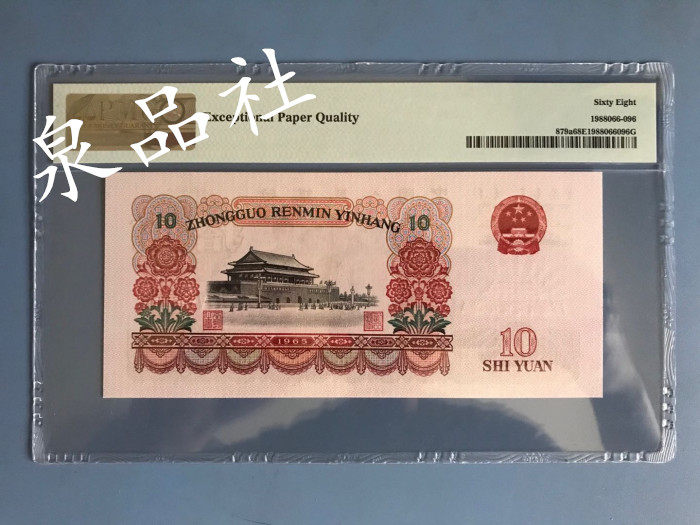 泉品社
PMG
Exceptional Paper Quality
Sixty Eight
1988066-096
879a68E1988066096G
10
ZHONGGUO RENMIN YINHANG
10
1965
10
SHI YUAN